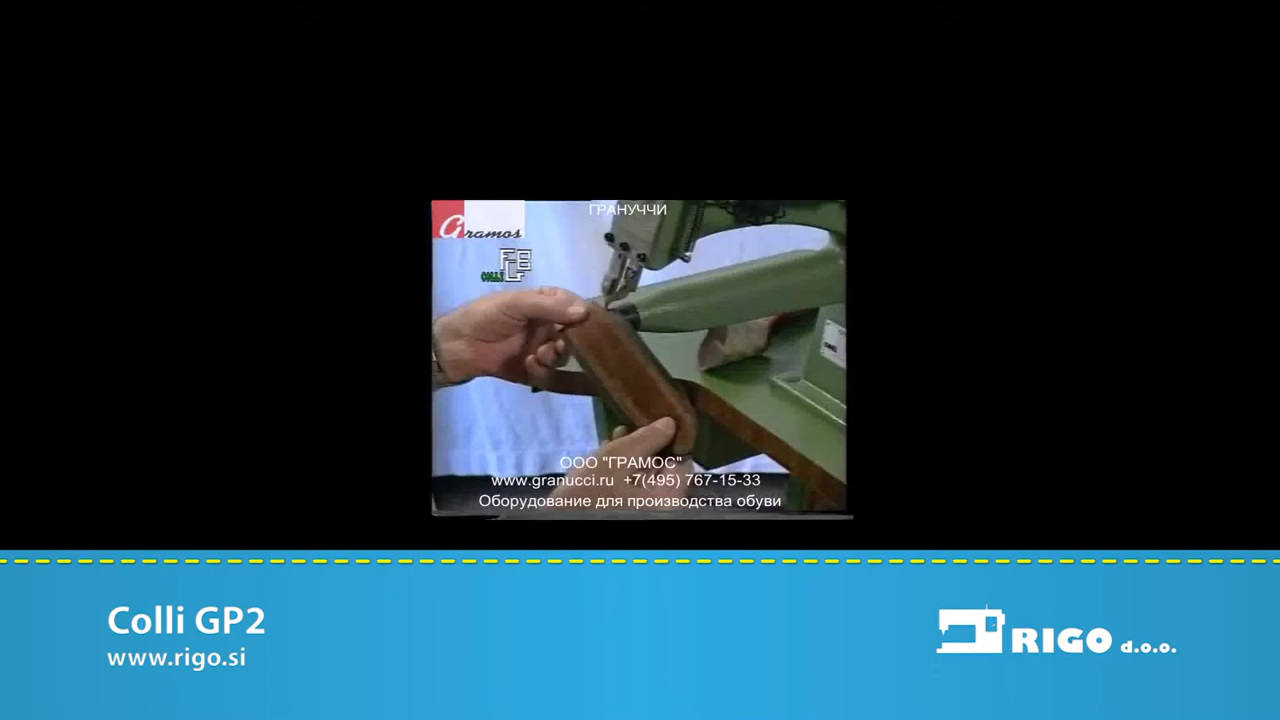 ГРАНУЧЧИ
Gramos
COLLI
ООО "ГРАМОС"
www.granucci.ru +7(495) 767-15-33
Оборудование для производства обуви
Colli GP2
www.rigo.si
RIGO d.o.o.